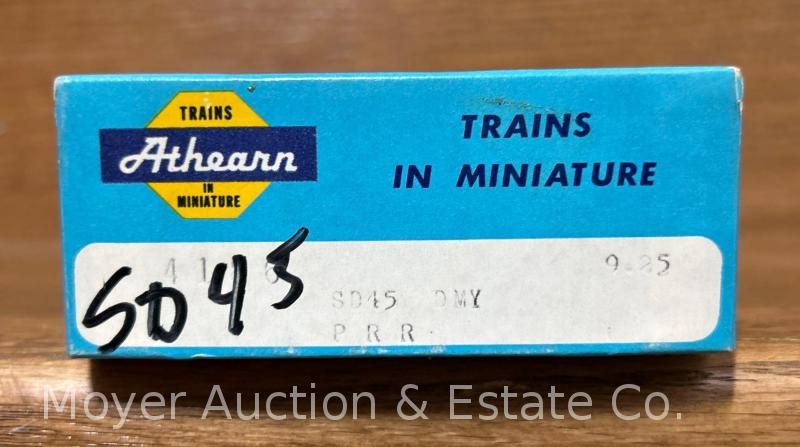 TRAINS
Athearn
IN
MINIATURE
TRAINS
IN MINIATURE
9.25
SD45
SD45 DMY
P R R
Moyer Auction & Estate Co.